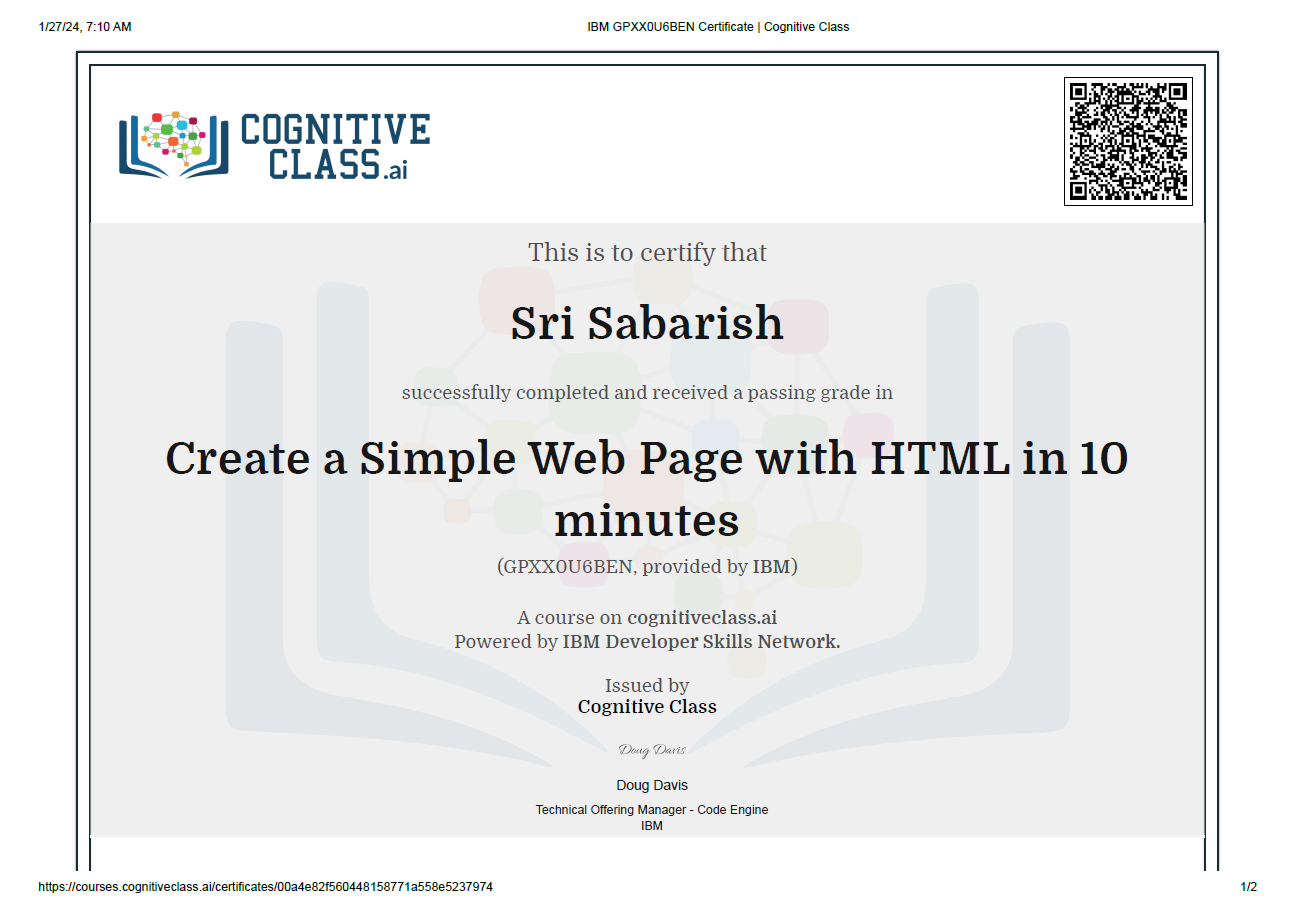 1/27/24, 7:10 AM
IBM GPXX0U6BEN Certificate | Cognitive Class
COGNITIVE
CLASS.ai
This is to certify that
Sri Sabarish
successfully completed and received a passing grade in
Create a Simple Web Page with HTML in 10
minutes
(GPXX0U6BEN, provided by IBM)
A course on cognitiveclass.ai
Powered by IBM Developer Skills Network.
Issued by
Cognitive Class
Doug Davis
Doug Davis
Technical Offering Manager - Code Engine
IBM
https://courses.cognitiveclass.ai/certificates/00a4e82f560448158771a558e5237974
1/2